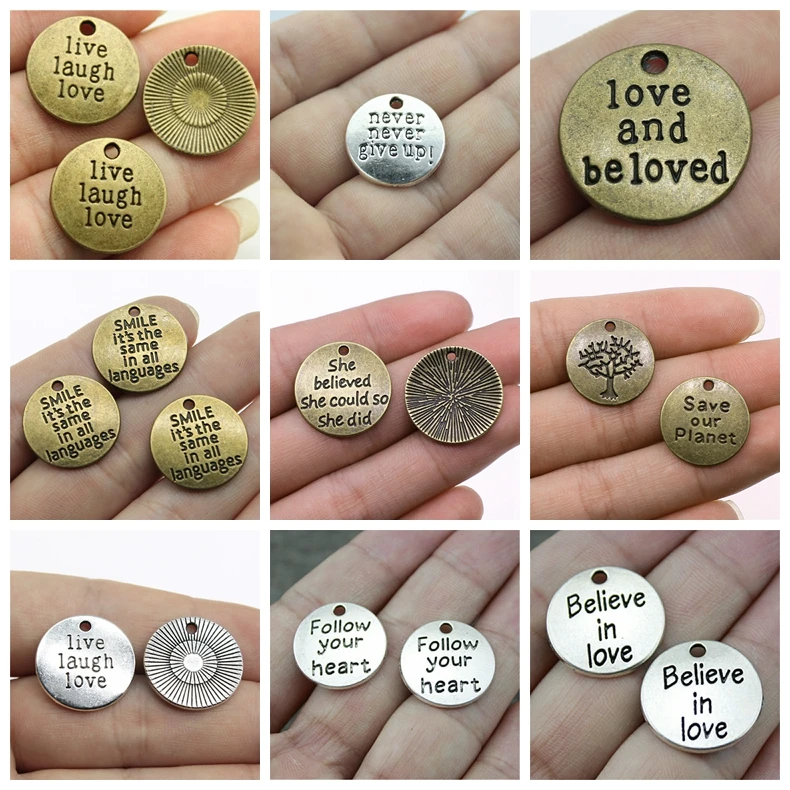 live
laugh
love
live
laugh
love
never
never
give up!
love
and
be loved
SMILE
it's the
same
in all
languages
SMILE
it's the
same
in all
languages
SMILE
it's the
same
in all
languages
She
believed
She could so
She did
Save
our
Planet
live
laugh
love
Follow
your
heart
Follow
your
heart
Believe
in
love
Believe
in
love